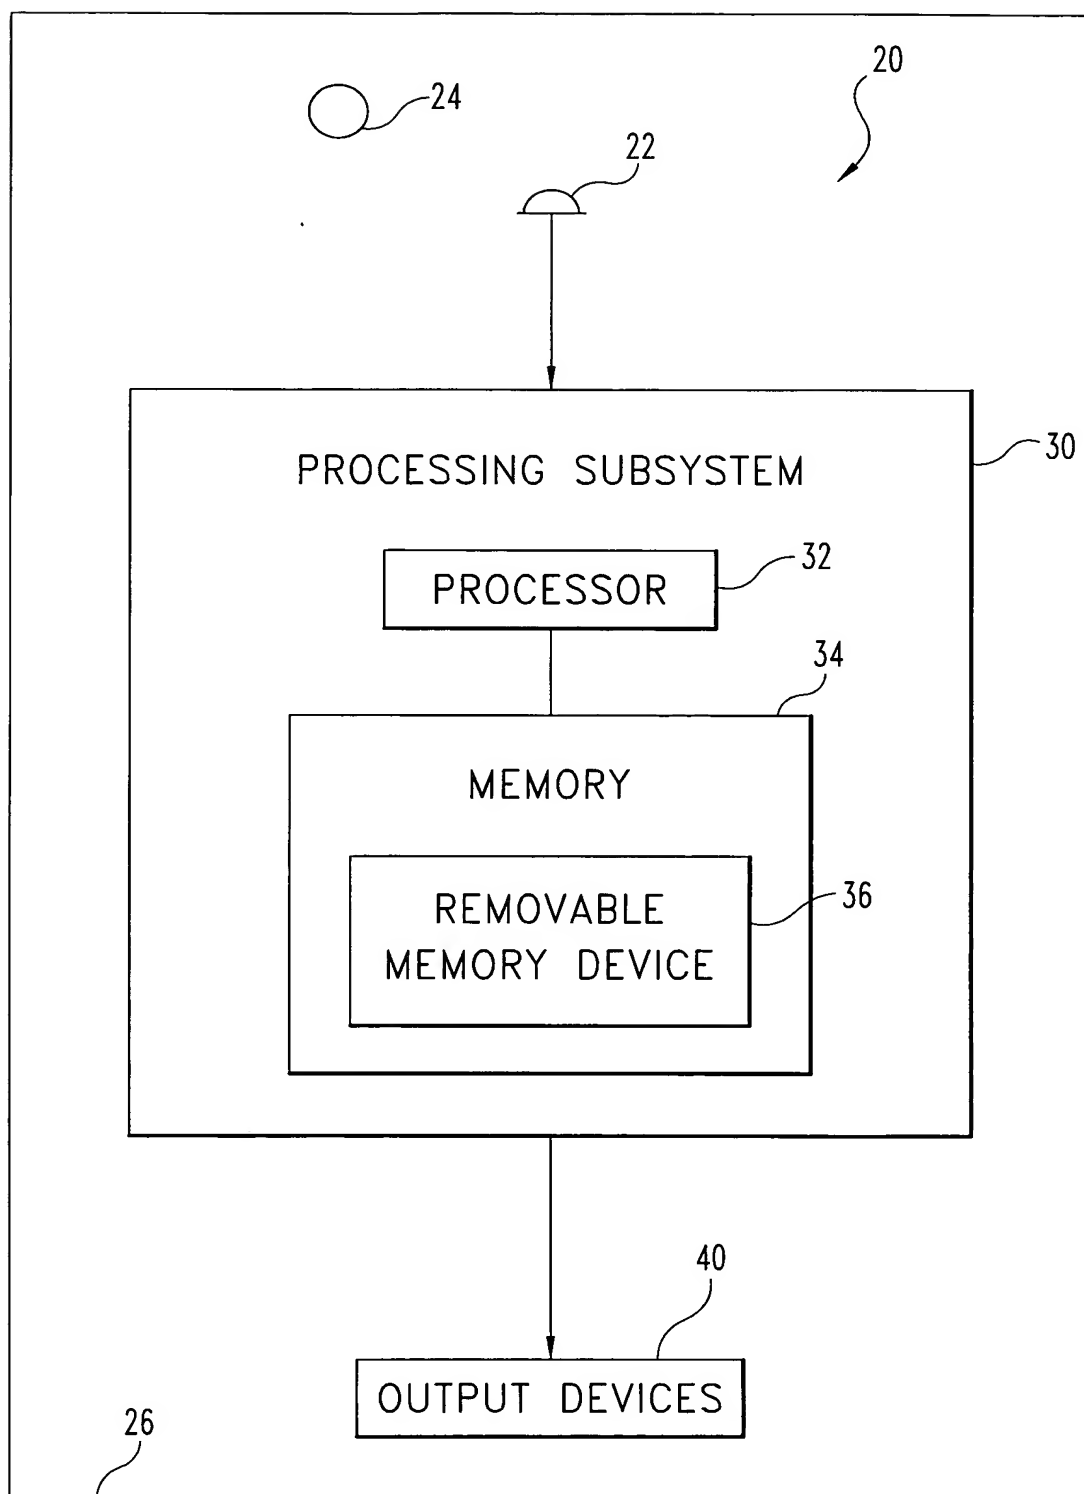 20
24
22
30
PROCESSING SUBSYSTEM
32
PROCESSOR
34
MEMORY
36
REMOVABLE
MEMORY DEVICE
40
OUTPUT DEVICES
26